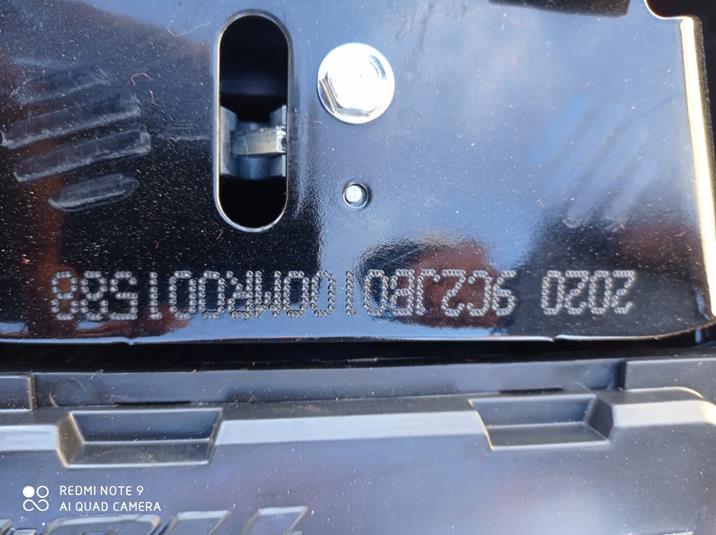 2020 9C2JB0100MR001588
REDMI NOTE 9
AI QUAD CAMERA